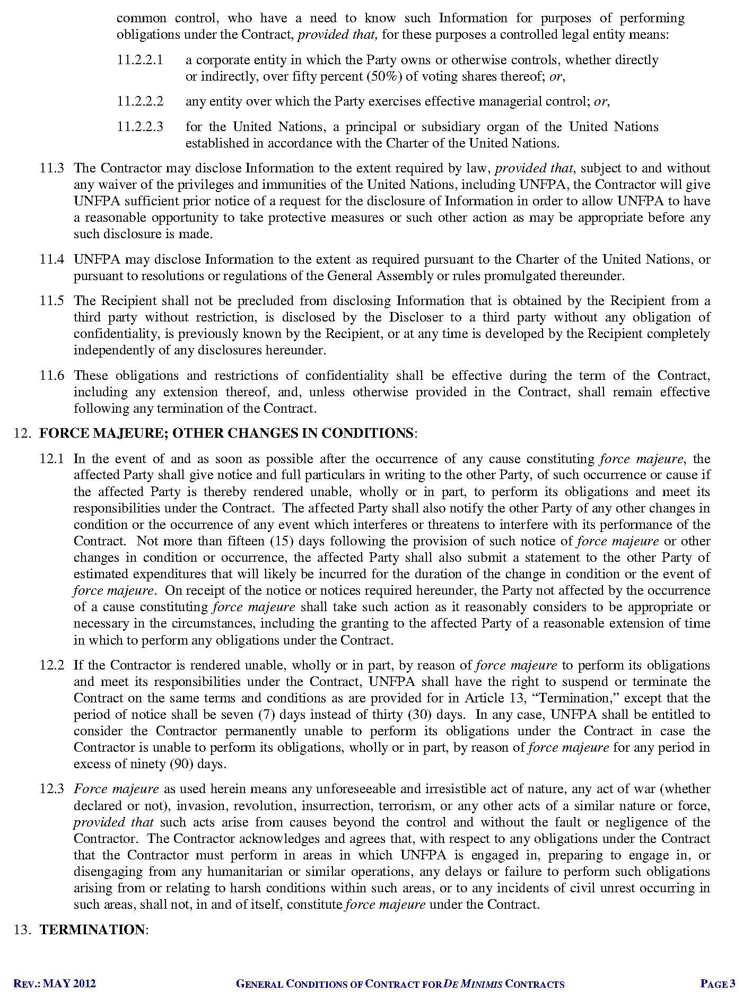 common control, who have a need to know such Information for purposes of performing
obligations under the Contract, provided that, for these purposes a controlled legal entity means:
11.2.2.1 a corporate entity in which the Party owns or otherwise controls, whether directly
or indirectly, over fifty percent (50%) of voting shares thereof; or,
11.2.2.2 any entity over which the Party exercises effective managerial control; or,
11.2.2.3 for the United Nations, a principal or subsidiary organ of the United Nations
established in accordance with the Charter of the United Nations.
11.3 The Contractor may disclose Information to the extent required by law, provided that, subject to and without
any waiver of the privileges and immunities of the United Nations, including UNFPA, the Contractor will give
UNFPA sufficient prior notice of a request for the disclosure of Information in order to allow UNFPA to have
a reasonable opportunity to take protective measures or such other action as may be appropriate before any
such disclosure is made.
11.4 UNFPA may disclose Information to the extent as required pursuant to the Charter of the United Nations, or
pursuant to resolutions or regulations of the General Assembly or rules promulgated thereunder.
11.5 The Recipient shall not be precluded from disclosing Information that is obtained by the Recipient from a
third party without restriction, is disclosed by the Discloser to a third party without any obligation of
confidentiality, is previously known by the Recipient, or at any time is developed by the Recipient completely
independently of any disclosures hereunder.
11.6 These obligations and restrictions of confidentiality shall be effective during the term of the Contract,
including any extension thereof, and, unless otherwise provided in the Contract, shall remain effective
following any termination of the Contract.
12. FORCE MAJEURE; OTHER CHANGES IN CONDITIONS:
12.1 In the event of and as soon as possible after the occurrence of any cause constituting force majeure, the
affected Party shall give notice and full particulars in writing to the other Party, of such occurrence or cause if
the affected Party is thereby rendered unable, wholly or in part, to perform its obligations and meet its
responsibilities under the Contract. The affected Party shall also notify the other Party of any other changes in
condition or the occurrence of any event which interferes or threatens to interfere with its performance of the
Contract. Not more than fifteen (15) days following the provision of such notice of force majeure or other
changes in condition or occurrence, the affected Party shall also submit a statement to the other Party of
estimated expenditures that will likely be incurred for the duration of the change in condition or the event of
force majeure. On receipt of the notice or notices required hereunder, the Party not affected by the occurrence
of a cause constituting force majeure shall take such action as it reasonably considers to be appropriate or
necessary in the circumstances, including the granting to the affected Party of a reasonable extension of time
in which to perform any obligations under the Contract.
12.2 If the Contractor is rendered unable, wholly or in part, by reason of force majeure to perform its obligations
and meet its responsibilities under the Contract, UNFPA shall have the right to suspend or terminate the
Contract on the same terms and conditions as are provided for in Article 13, “Termination,” except that the
period of notice shall be seven (7) days instead of thirty (30) days. In any case, UNFPA shall be entitled to
consider the Contractor permanently unable to perform its obligations under the Contract in case the
Contractor is unable to perform its obligations, wholly or in part, by reason of force majeure for any period in
excess of ninety (90) days.
12.3 Force majeure as used herein means any unforeseeable and irresistible act of nature, any act of war (whether
declared or not), invasion, revolution, insurrection, terrorism, or any other acts of a similar nature or force,
provided that such acts arise from causes beyond the control and without the fault or negligence of the
Contractor. The Contractor acknowledges and agrees that, with respect to any obligations under the Contract
that the Contractor must perform in areas in which UNFPA is engaged in, preparing to engage in, or
disengaging from any humanitarian or similar operations, any delays or failure to perform such obligations
arising from or relating to harsh conditions within such areas, or to any incidents of civil unrest occurring in
such areas, shall not, in and of itself, constitute force majeure under the Contract.
13. TERMINATION:
REV.: MAY 2012 GENERAL CONDITIONS OF CONTRACT FOR DE MINIMIS CONTRACTS PAGE 3